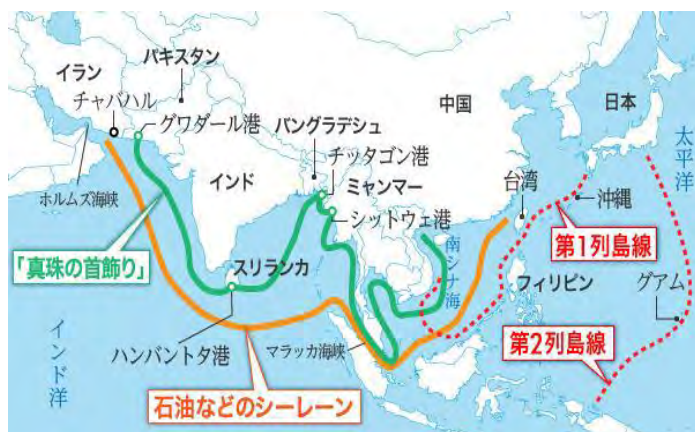 パキスタン
イラン
チャバハル
グワダール港
バングラデシュ
中国
日本
太平洋
チッタゴン港
インド
ミャンマー
ホルムズ海峡
シットウェ港
台湾
沖縄
第1列島線
「真珠の首飾り」
スリランカ
南シナ海
フィリピン
グアム
インド洋
ハンバントタ港
マラッカ海峡
第2列島線
石油などのシーレーン